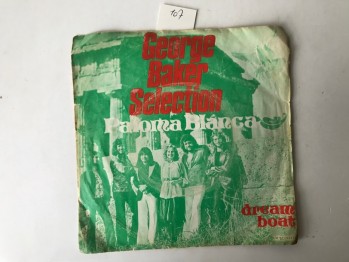 107
George
Baker
Selection
Paloma Blanca
dream
boat